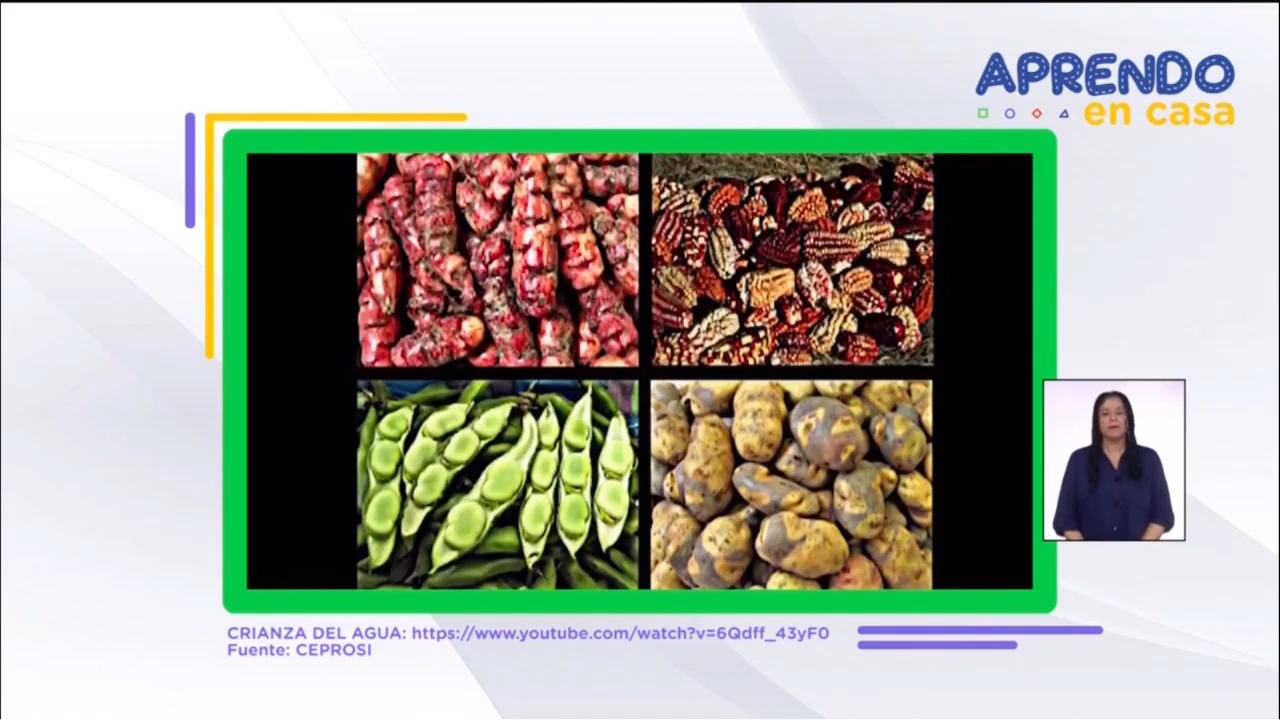 APRENDO
en casa
CRIANZA DEL AGUA: https://www.youtube.com/watch?v=6Qdff_43yF0
Fuente: CEPROSI